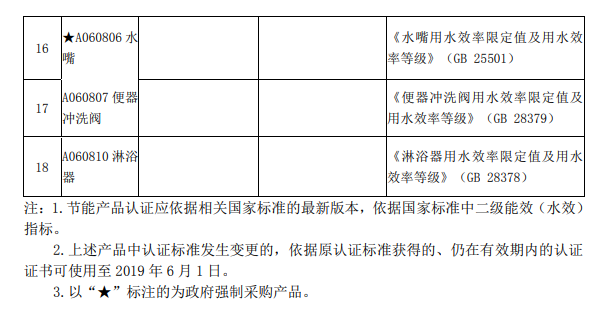 16 ★A060806 水嘴 《水嘴用水效率限定值及用水效率等级》（GB 25501）
17 A060807 便器冲洗阀 《便器冲洗阀用水效率限定值及用水效率等级》（GB 28379）
18 A060810 淋浴器 《淋浴器用水效率限定值及用水效率等级》（GB 28378）
注：1.节能产品认证应依据相关国家标准的最新版本，依据国家标准中二级能效（水效）
指标。
2.上述产品中认证标准发生变更的，依据原认证标准获得的、仍在有效期内的认证
证书可使用至 2019 年 6 月 1 日。
3.以“★”标注的为政府强制采购产品。